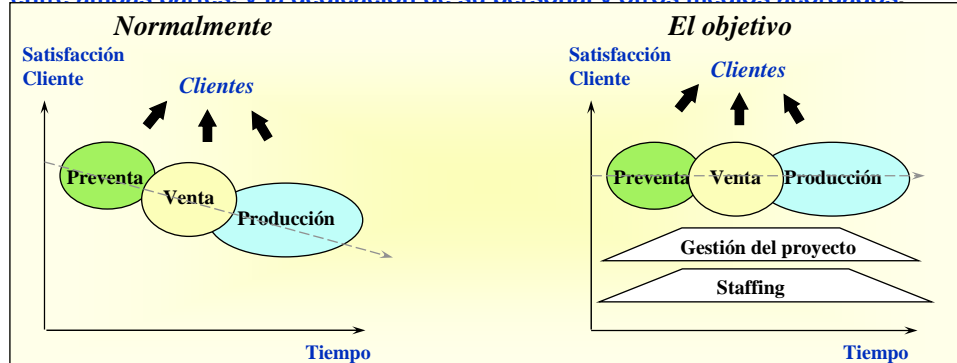 Normalmente
Satisfacción
Cliente
Clientes
Preventa
Venta
Producción
Tiempo
El objetivo
Satisfacción
Cliente
Clientes
Preventa
Venta
Producción
Gestión del proyecto
Staffing
Tiempo